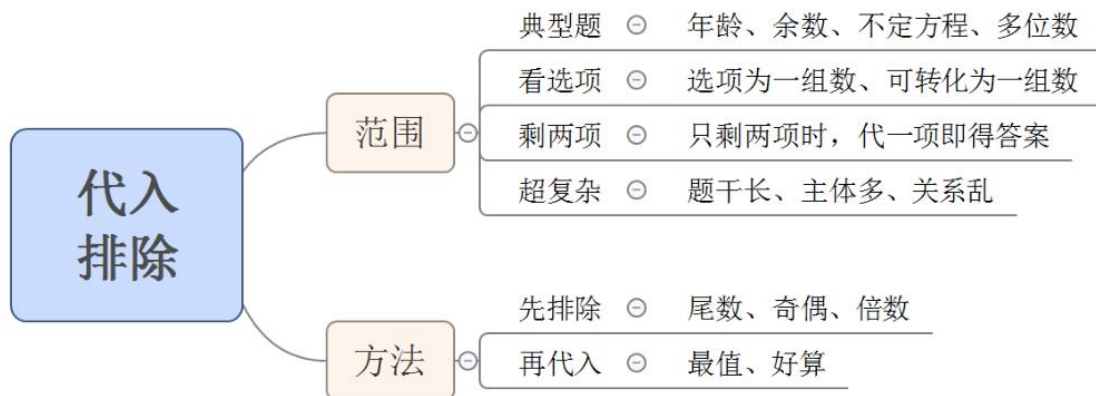 代入
排除
范围
典型题 年龄、余数、不定方程、多位数
看选项 选项为一组数、可转化为一组数
剩两项 只剩两项时，代一项即得答案
超复杂 题干长、主体多、关系乱
方法
先排除 尾数、奇偶、倍数
再代入 最值、好算